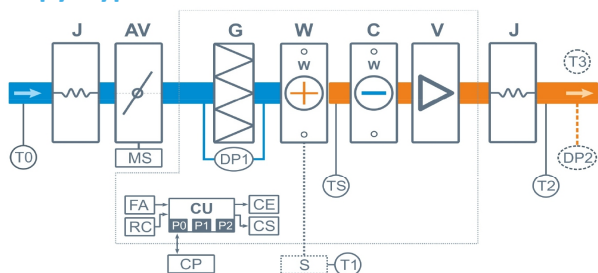 J AV G W C V J
W W
T3
MS DP1 DP2
T0 TS T2
FA CU CE
RC P0 P1 P2 CS
CP S T1